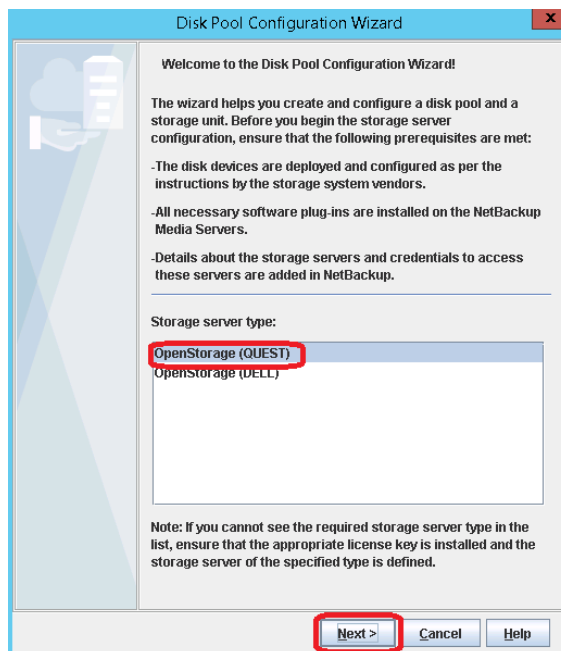 Disk Pool Configuration Wizard
x
Welcome to the Disk Pool Configuration Wizard!
The wizard helps you create and configure a disk pool and a
storage unit. Before you begin the storage server
configuration, ensure that the following prerequisites are met:
-The disk devices are deployed and configured as per the
instructions by the storage system vendors.
-All necessary software plug-ins are installed on the NetBackup
Media Servers.
-Details about the storage servers and credentials to access
these servers are added in NetBackup.
Storage server type:
OpenStorage (QUEST)
OpenStorage (DELL)
Note: If you cannot see the required storage server type in the
list, ensure that the appropriate license key is installed and the
storage server of the specified type is defined.
Next >
Cancel
Help